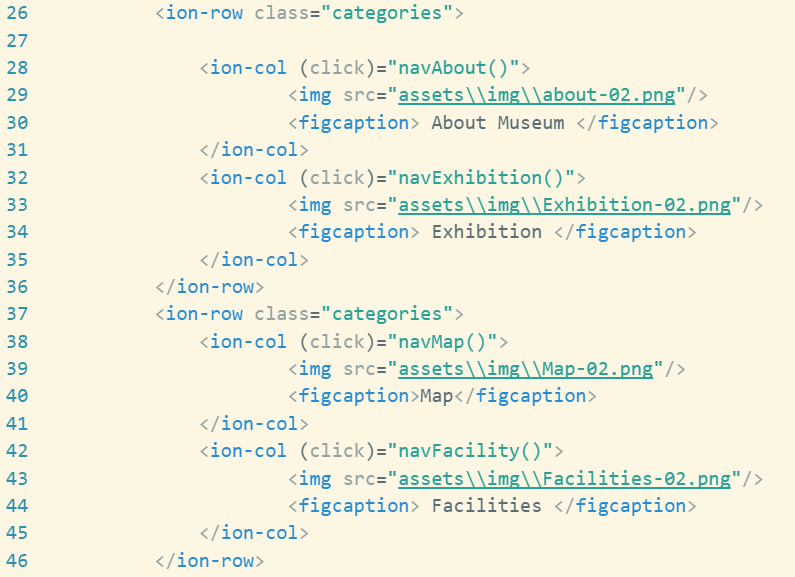 26 <ion-row class="categories">
27
28 <ion-col (click)="navAbout()">
29 <img src="assets\\img\\about-02.png"/>
30 <figcaption> About Museum </figcaption>
31 </ion-col>
32 <ion-col (click)="navExhibition()">
33 <img src="assets\\img\\Exhibition-02.png"/>
34 <figcaption> Exhibition </figcaption>
35 </ion-col>
36 </ion-row>
37 <ion-row class="categories">
38 <ion-col (click)="navMap()">
39 <img src="assets\\img\\Map-02.png"/>
40 <figcaption>Map</figcaption>
41 </ion-col>
42 <ion-col (click)="navFacility()">
43 <img src="assets\\img\\Facilities-02.png"/>
44 <figcaption> Facilities </figcaption>
45 </ion-col>
46 </ion-row>